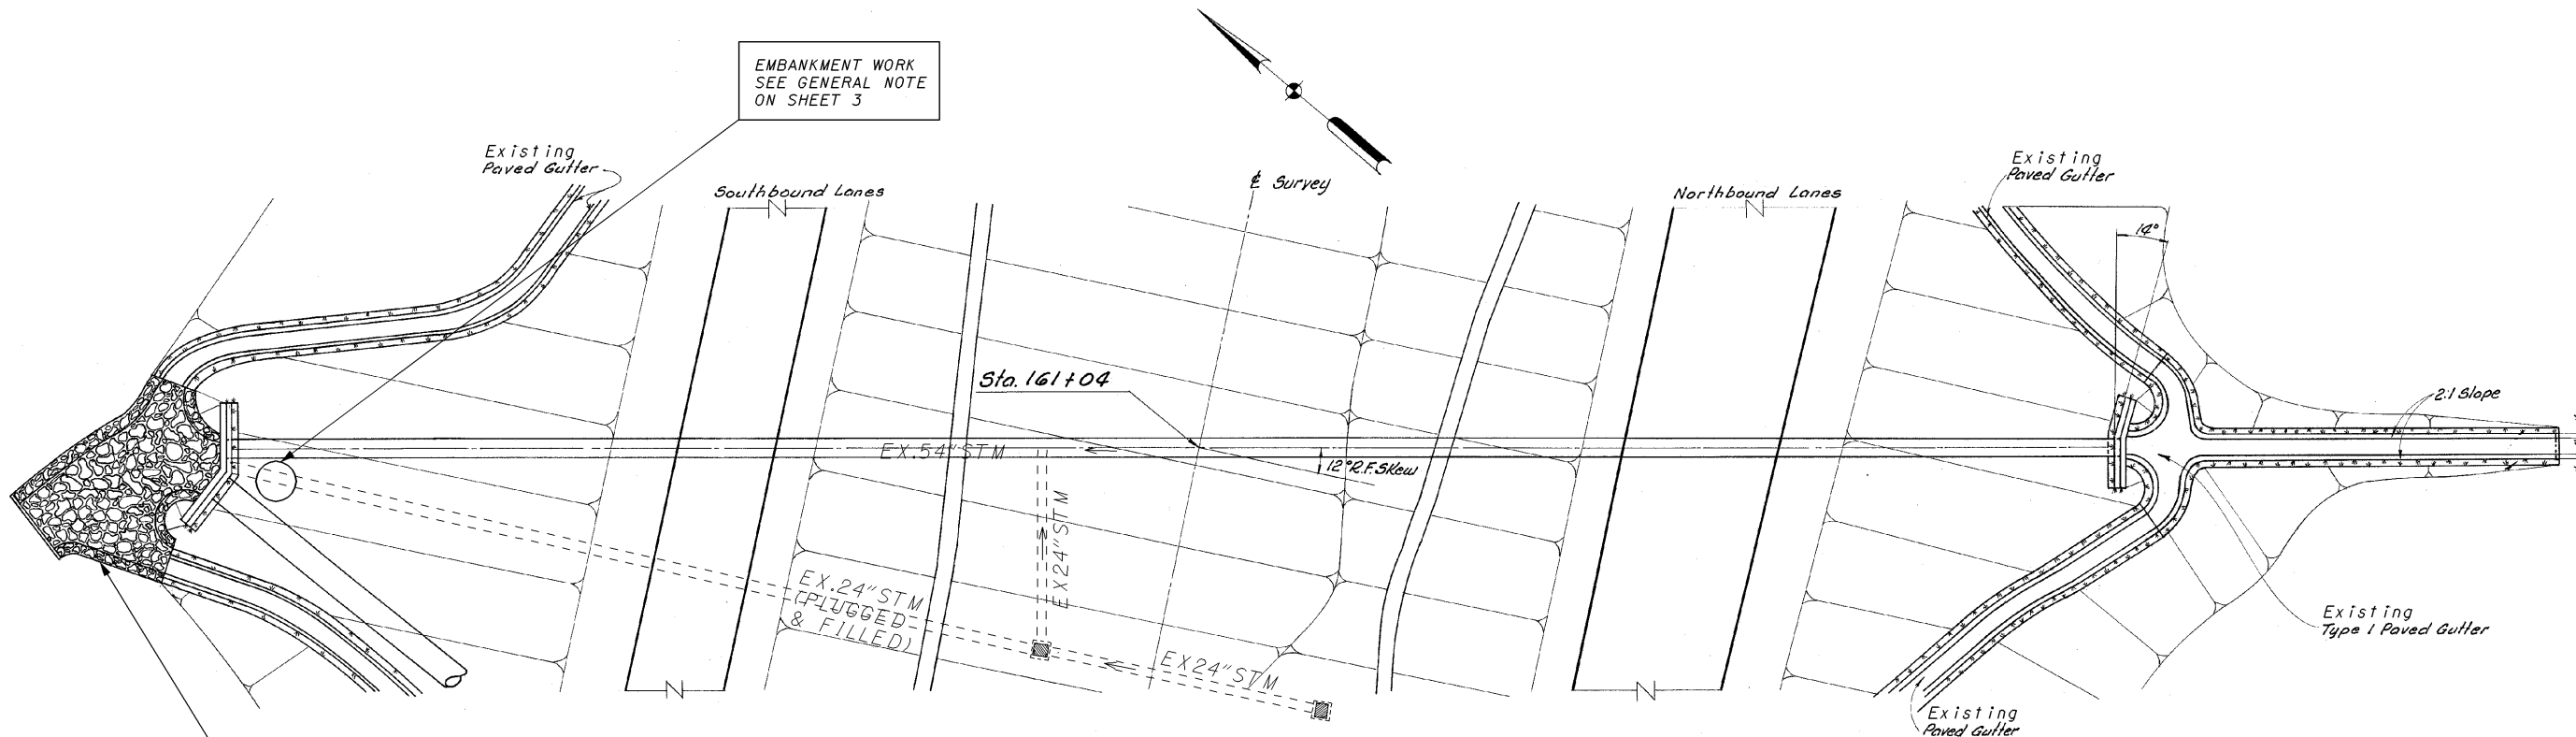 EMBANKMENT WORK
SEE GENERAL NOTE
ON SHEET 3
Existing
Paved Gutter
Southbound Lanes
℄ Survey
Northbound Lanes
Existing
Paved Gutter
14°
Sta. 161+04
2:1 Slope
EX.54"STM
12°R.F.Skew
EX24"STM
EX.24"STM
(PLUGGED
& FILLED)
EX24"STM
Existing
Type 1 Paved Gutter
Existing
Paved Gutter
N
N
N
N